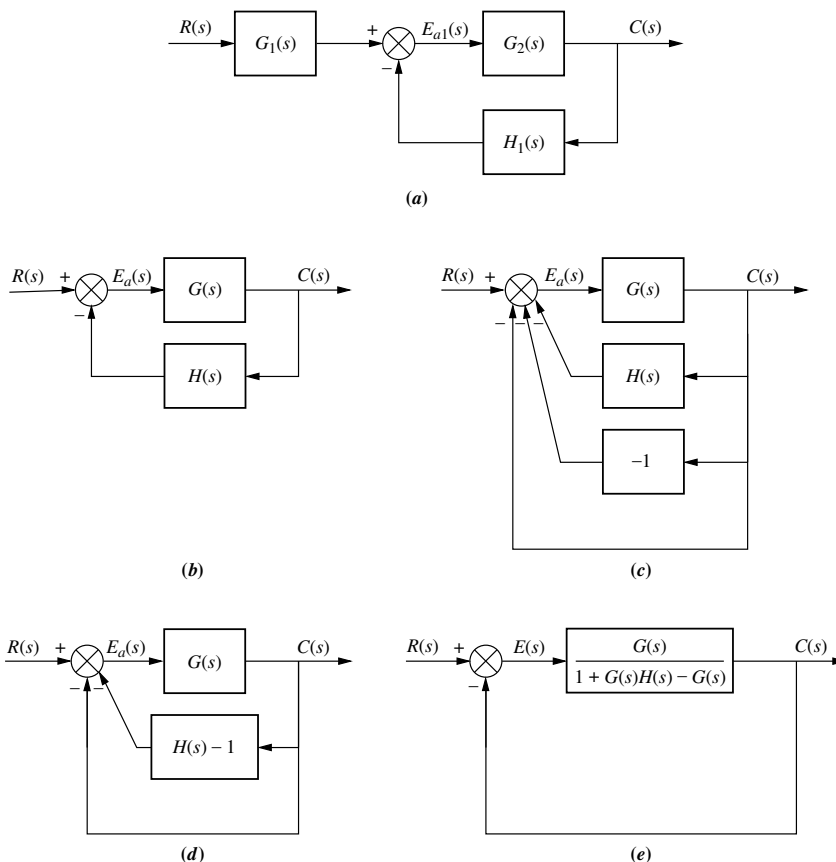 R(s) G₁(s) + − Eₐ₁(s) G₂(s) C(s)
H₁(s)
(a)
R(s) + − Eₐ(s) G(s) C(s)
H(s)
(b)
R(s) + − − − Eₐ(s) G(s) C(s)
H(s)
−1
(c)
R(s) + − − Eₐ(s) G(s) C(s)
H(s) − 1
(d)
R(s) + − E(s) G(s) C(s)
1 + G(s)H(s) − G(s)
(e)